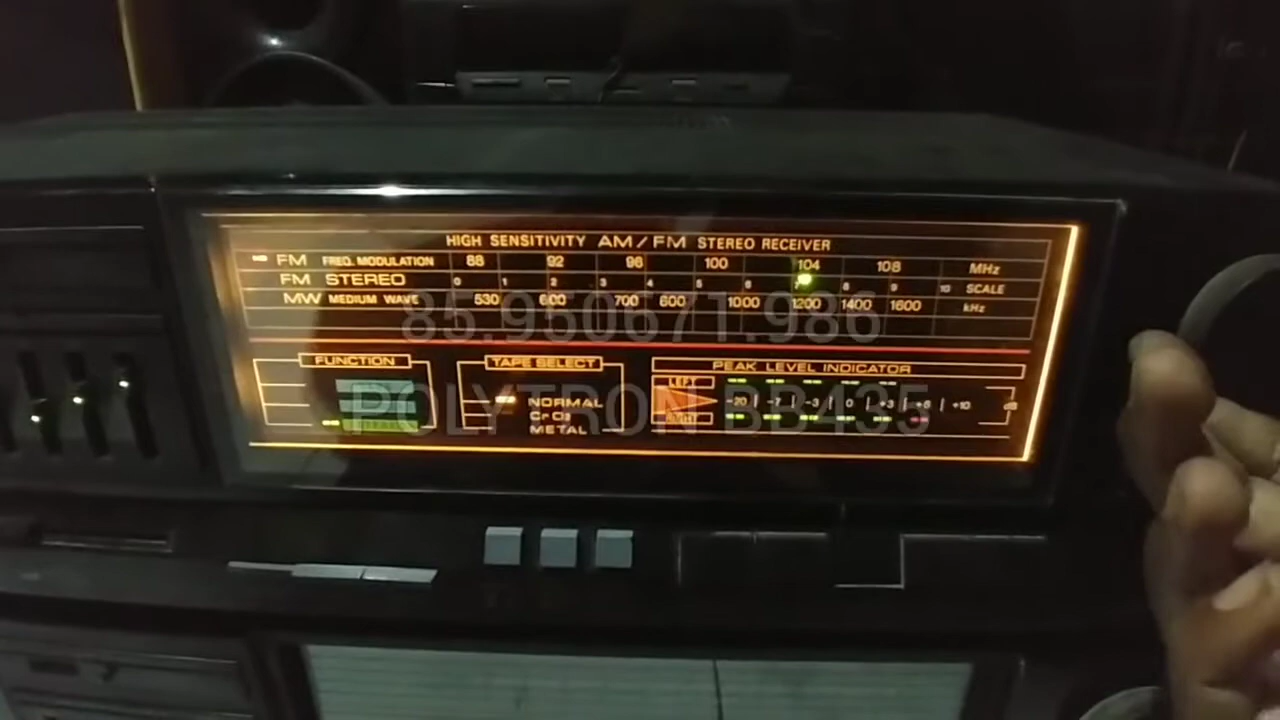 HIGH SENSITIVITY AM/FM STEREO RECEIVER
FM FREQ. MODULATION 88 92 96 100 104 108 MHz
FM STEREO 0 1 2 3 4 5 6 7 8 9 10 SCALE
MW MEDIUM WAVE 530 600 700 800 1000 1200 1400 1600 kHz
85.950671.986
FUNCTION TAPE SELECT PEAK LEVEL INDICATOR
LEFT
NORMAL -20 -7 -3 0 +3 +6 +10 dB
POLYTRON BB435
CrO2
METAL